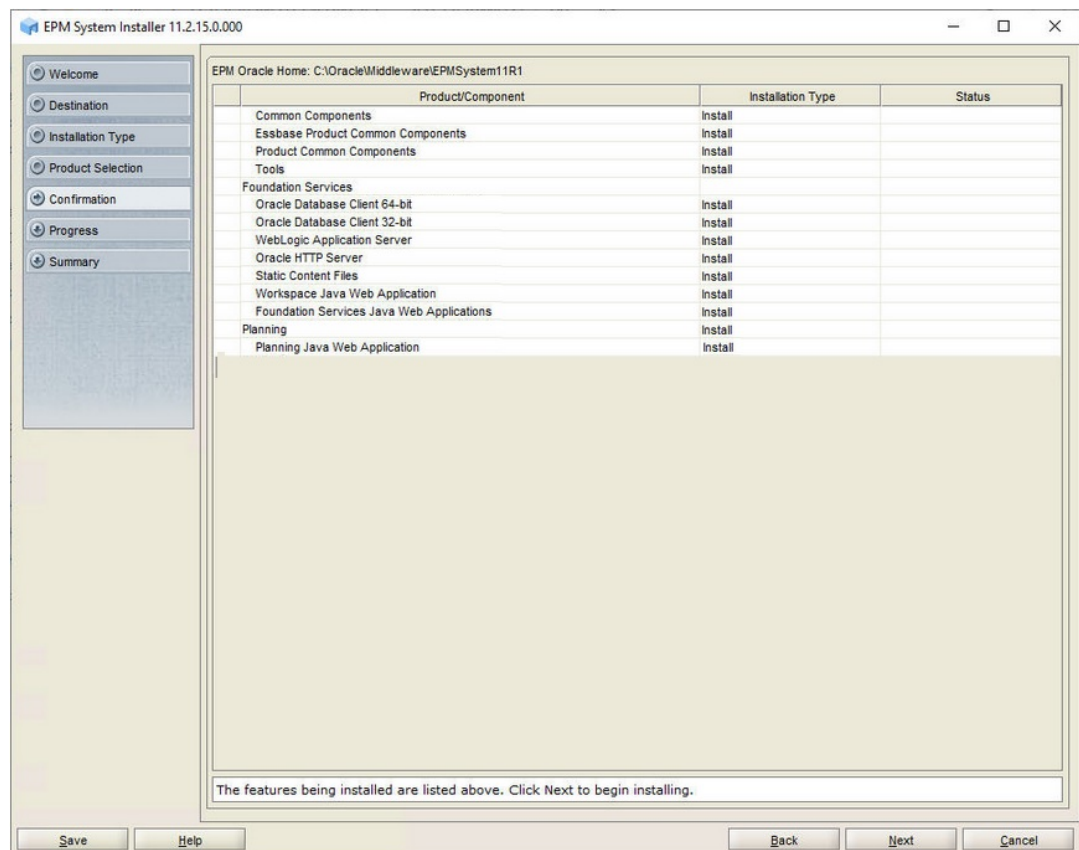 EPM System Installer 11.2.15.0.000
Welcome
Destination
Installation Type
Product Selection
Confirmation
Progress
Summary
EPM Oracle Home: C:\Oracle\Middleware\EPMSystem11R1
Product/Component Installation Type Status
Common Components Install
Essbase Product Common Components Install
Product Common Components Install
Tools Install
Foundation Services
Oracle Database Client 64-bit Install
Oracle Database Client 32-bit Install
WebLogic Application Server Install
Oracle HTTP Server Install
Static Content Files Install
Workspace Java Web Application Install
Foundation Services Java Web Applications Install
Planning Install
Planning Java Web Application Install
The features being installed are listed above. Click Next to begin installing.
Save Help Back Next Cancel